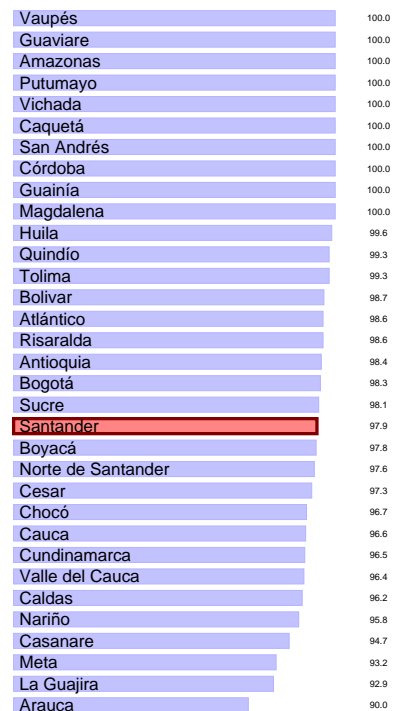 Vaupés 100.0
Guaviare 100.0
Amazonas 100.0
Putumayo 100.0
Vichada 100.0
Caquetá 100.0
San Andrés 100.0
Córdoba 100.0
Guainía 100.0
Magdalena 100.0
Huila 99.6
Quindío 99.3
Tolima 99.3
Bolivar 98.7
Atlántico 98.6
Risaralda 98.6
Antioquia 98.4
Bogotá 98.3
Sucre 98.1
Santander 97.9
Boyacá 97.8
Norte de Santander 97.6
Cesar 97.3
Chocó 96.7
Cauca 96.6
Cundinamarca 96.5
Valle del Cauca 96.4
Caldas 96.2
Nariño 95.8
Casanare 94.7
Meta 93.2
La Guajira 92.9
Arauca 90.0